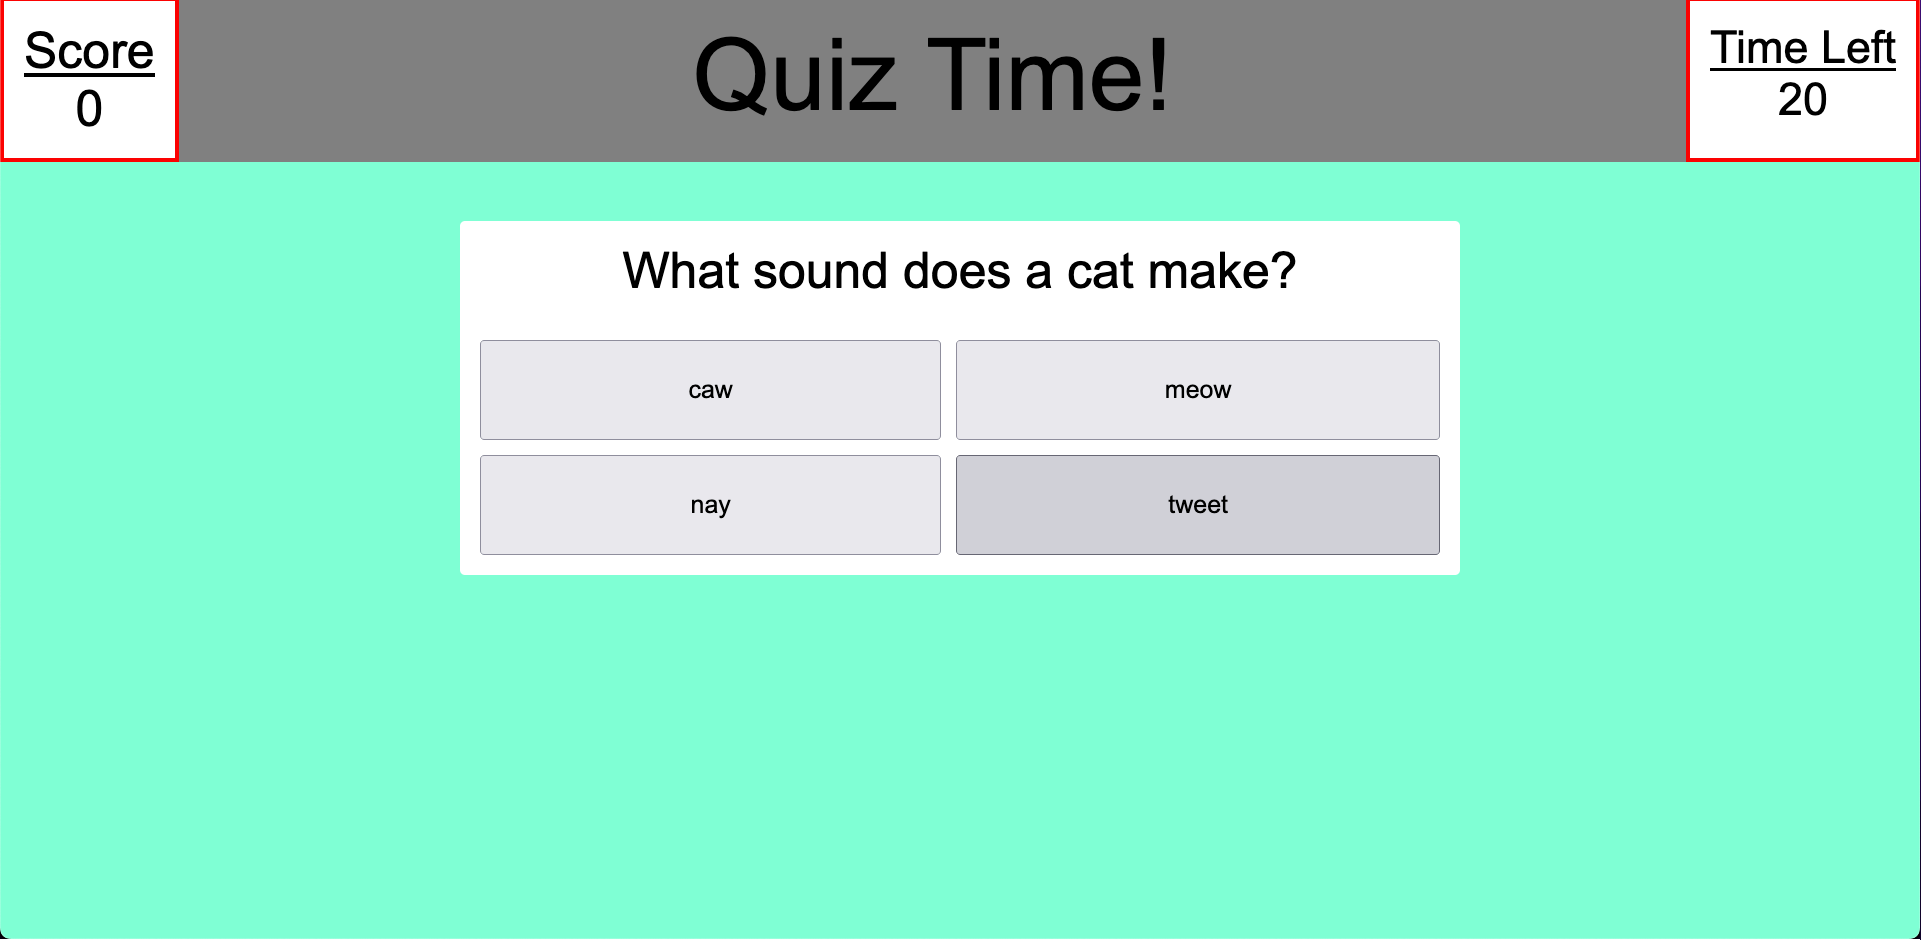 Score
0
Quiz Time!
Time Left
20
What sound does a cat make?
caw
meow
nay
tweet